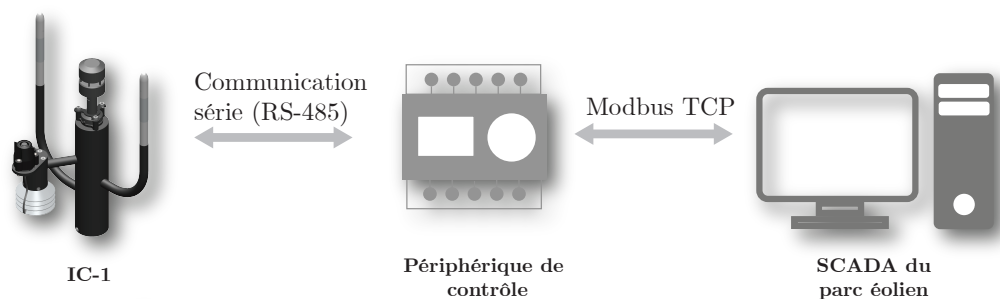 Communication
série (RS-485)
Modbus TCP
IC-1
Périphérique de
contrôle
SCADA du
parc éolien